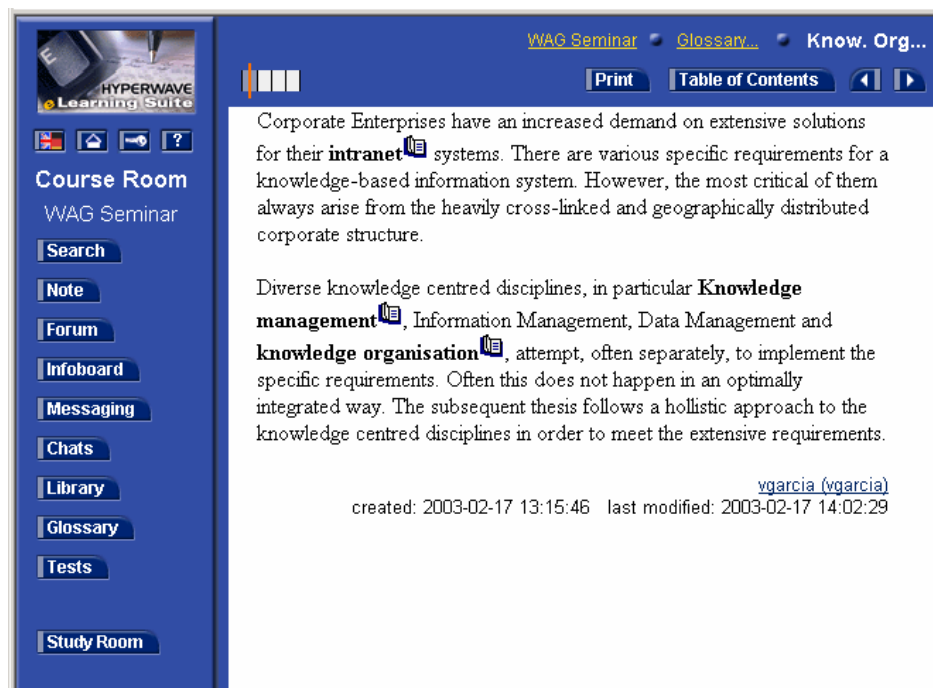 E
HYPERWAVE
eLearning Suite
?
Course Room
WAG Seminar
Search
Note
Forum
Infoboard
Messaging
Chats
Library
Glossary
Tests
Study Room
WAG Seminar Glossary... Know. Org...
Print Table of Contents
Corporate Enterprises have an increased demand on extensive solutions
for their intranet systems. There are various specific requirements for a
knowledge-based information system. However, the most critical of them
always arise from the heavily cross-linked and geographically distributed
corporate structure.
Diverse knowledge centred disciplines, in particular Knowledge
management, Information Management, Data Management and
knowledge organisation, attempt, often separately, to implement the
specific requirements. Often this does not happen in an optimally
integrated way. The subsequent thesis follows a hollistic approach to the
knowledge centred disciplines in order to meet the extensive requirements.
vgarcia (vgarcia)
created: 2003-02-17 13:15:46 last modified: 2003-02-17 14:02:29